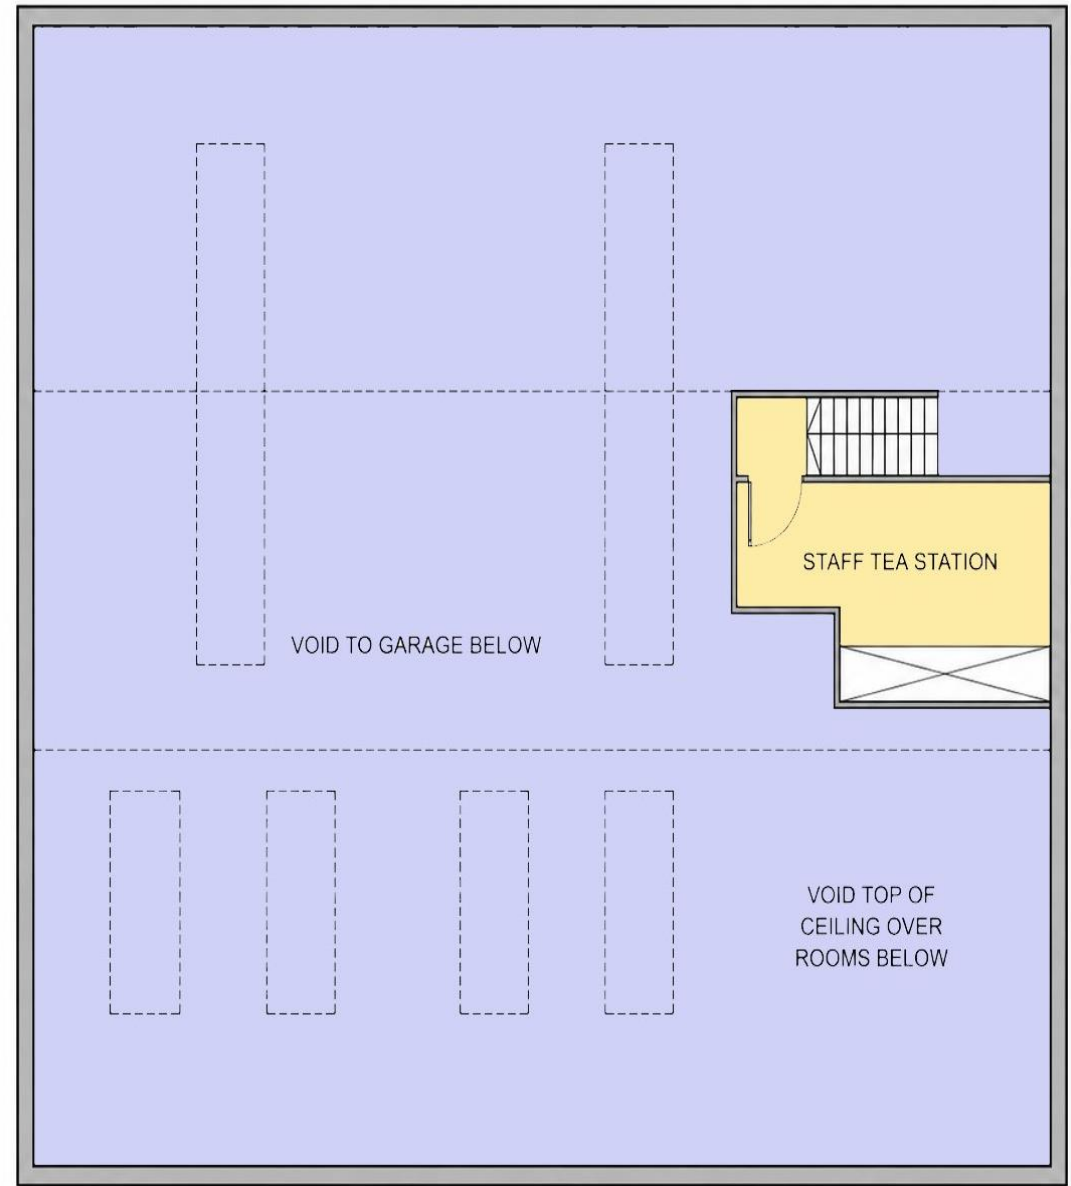 STAFF TEA STATION
VOID TO GARAGE BELOW
VOID TOP OF
CEILING OVER
ROOMS BELOW